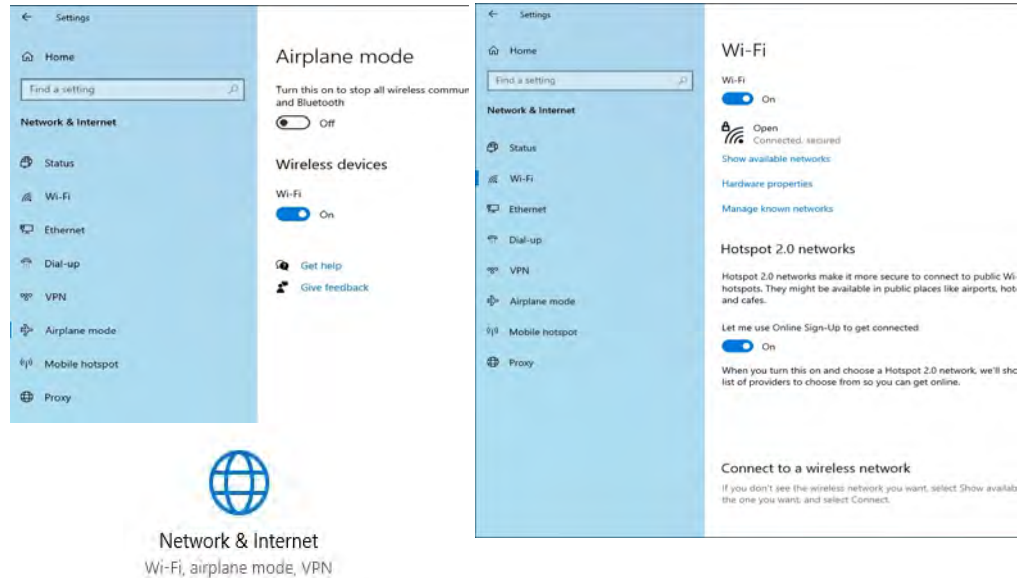 Settings
Home
Find a setting
Network & Internet
Status
Wi-Fi
Ethernet
Dial-up
VPN
Airplane mode
Mobile hotspot
Proxy
Airplane mode
Turn this on to stop all wireless commun
and Bluetooth
Off
Wireless devices
Wi-Fi
On
Get help
Give feedback
Network & Internet
Wi-Fi, airplane mode, VPN
Settings
Home
Find a setting
Network & Internet
Status
Wi-Fi
Ethernet
Dial-up
VPN
Airplane mode
Mobile hotspot
Proxy
Wi-Fi
Wi-Fi
On
Open
Connected, secured
Show available networks
Hardware properties
Manage known networks
Hotspot 2.0 networks
Hotspot 2.0 networks make it more secure to connect to public Wi-
hotspots. They might be available in public places like airports, hot
and cafes.
Let me use Online Sign-Up to get connected
On
When you turn this on and choose a Hotspot 2.0 network, we'll sho
list of providers to choose from so you can get online.
Connect to a wireless network
If you don't see the wireless network you want, select Show availab
the one you want, and select Connect.